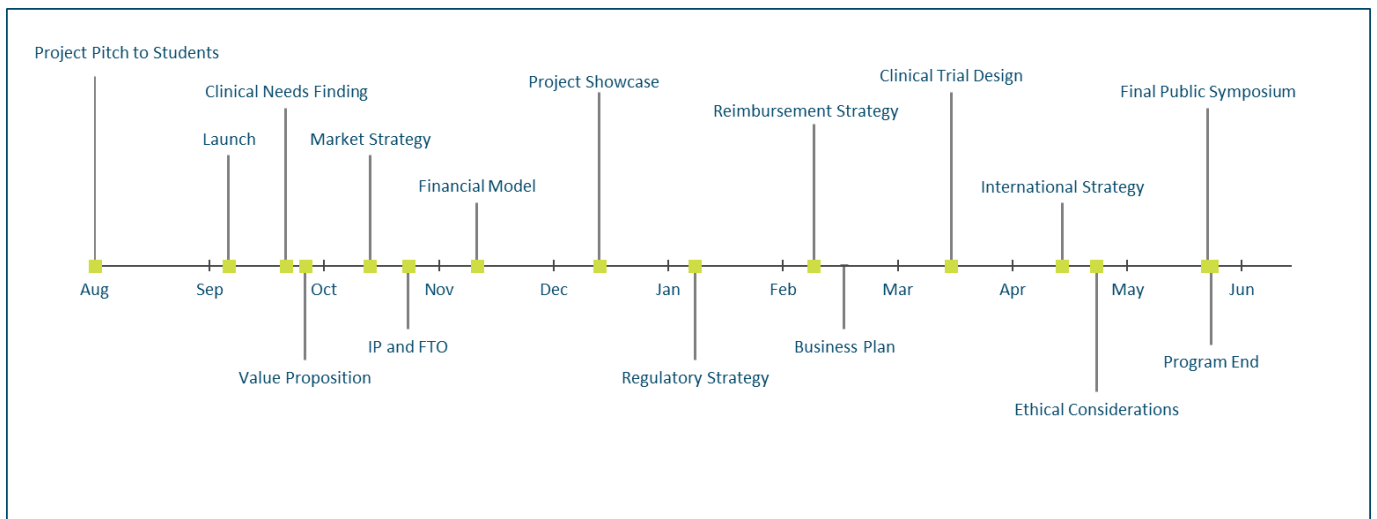 Project Pitch to Students
Clinical Needs Finding
Project Showcase
Clinical Trial Design
Final Public Symposium
Reimbursement Strategy
Launch
Market Strategy
Financial Model
International Strategy
Aug
Sep
Oct
Nov
Dec
Jan
Feb
Mar
Apr
May
Jun
IP and FTO
Business Plan
Program End
Value Proposition
Regulatory Strategy
Ethical Considerations